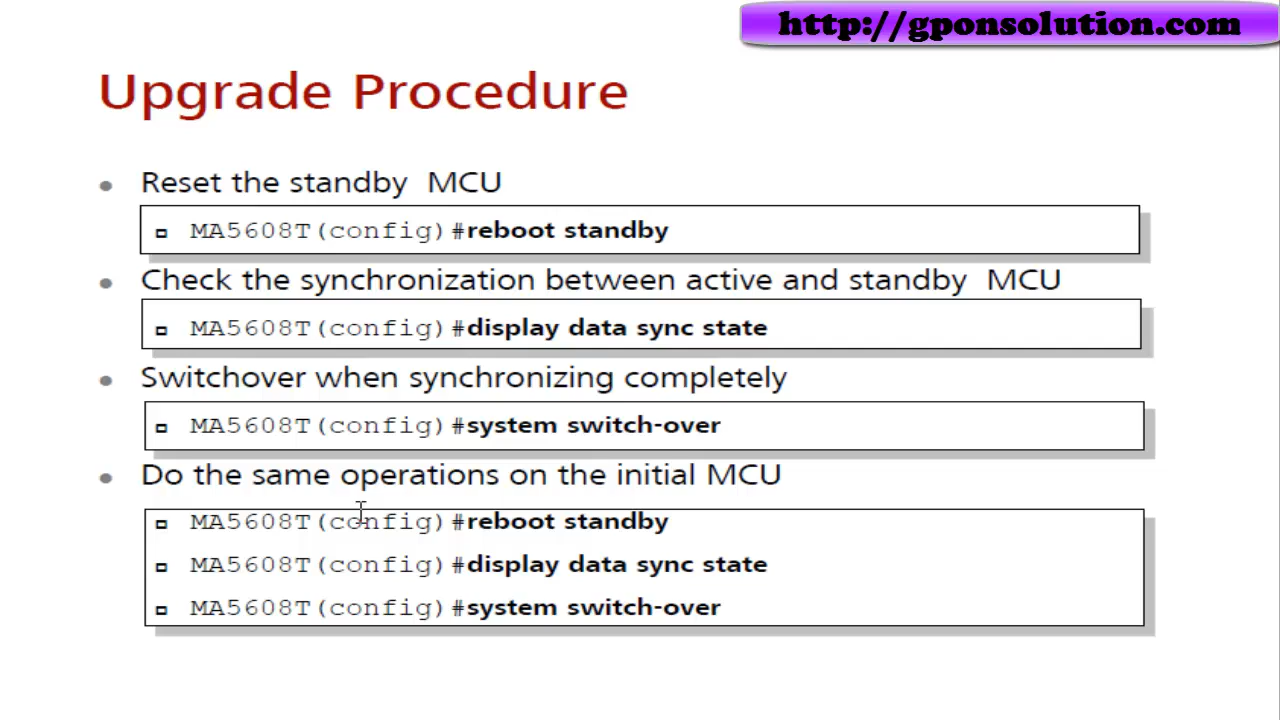 http://gponsolution.com
Upgrade Procedure
Reset the standby MCU
MA5608T(config)#reboot standby
Check the synchronization between active and standby MCU
MA5608T(config)#display data sync state
Switchover when synchronizing completely
MA5608T(config)#system switch-over
Do the same operations on the initial MCU
MA5608T(config)#reboot standby
MA5608T(config)#display data sync state
MA5608T(config)#system switch-over